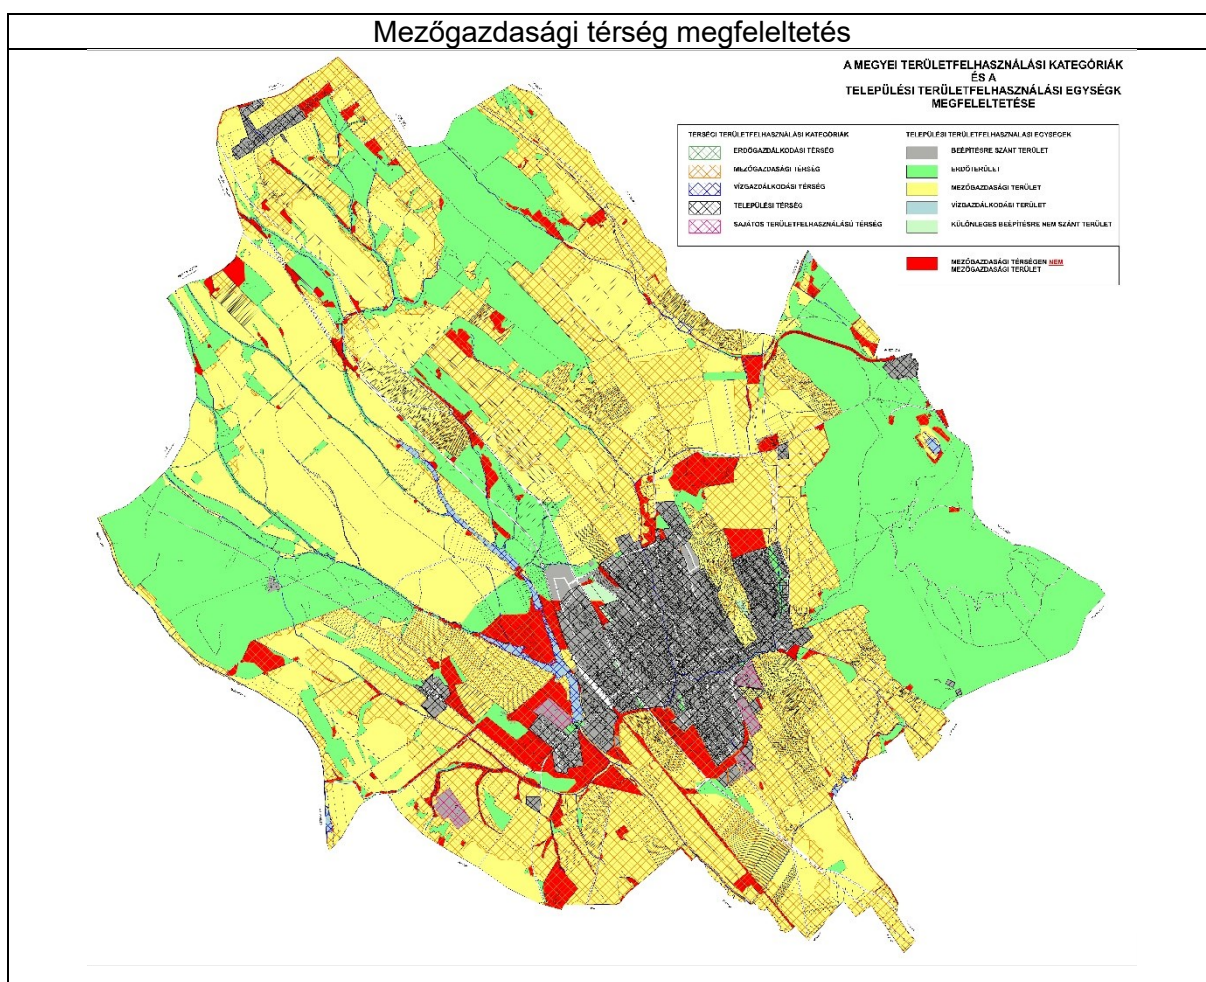 Mezőgazdasági térség megfeleltetés
A MEGYEI TERÜLETFELHASZNÁLÁSI KATEGÓRIÁK
ÉS A
TELEPÜLÉSI TERÜLETFELHASZNÁLÁSI EGYSÉGK
MEGFELELTETÉSE
TÉRSÉGI TERÜLETFELHASZNÁLÁSI KATEGÓRIÁK
ERDŐGAZDÁLKODÁSI TÉRSÉG
MEZŐGAZDASÁGI TÉRSÉG
VÍZGAZDÁLKODÁSI TÉRSÉG
TELEPÜLÉSI TÉRSÉG
SAJÁTOS TERÜLETFELHASZNÁLÁSÚ TÉRSÉG
TELEPÜLÉSI TERÜLETFELHASZNÁLÁSI EGYSÉGEK
BEÉPÍTÉSRE SZÁNT TERÜLET
ERDŐTERÜLET
MEZŐGAZDASÁGI TERÜLET
VÍZGAZDÁLKODÁSI TERÜLET
KÜLÖNLEGES BEÉPÍTÉSRE NEM SZÁNT TERÜLET
MEZŐGAZDASÁGI TÉRSÉGEN NEM
MEZŐGAZDASÁGI TERÜLET